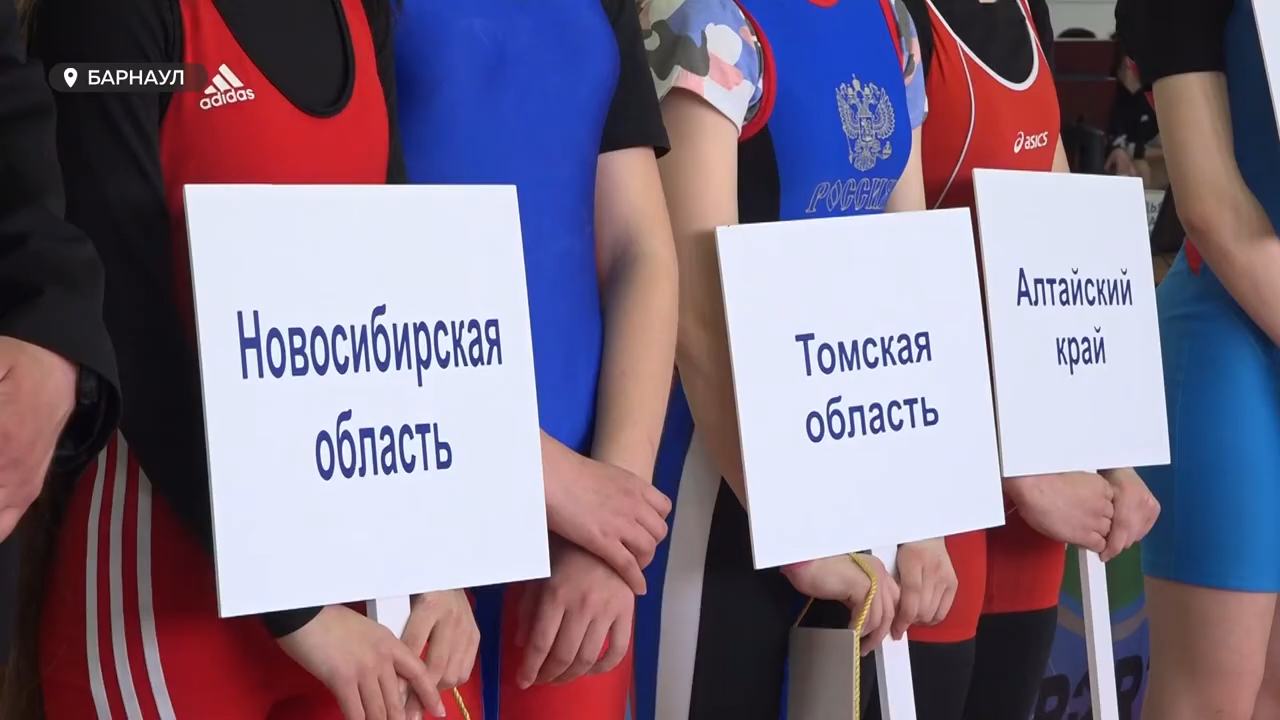 БАРНАУЛ
adidas
РОССИЯ
asics
Новосибирская
область
Томская
область
Алтайский
край